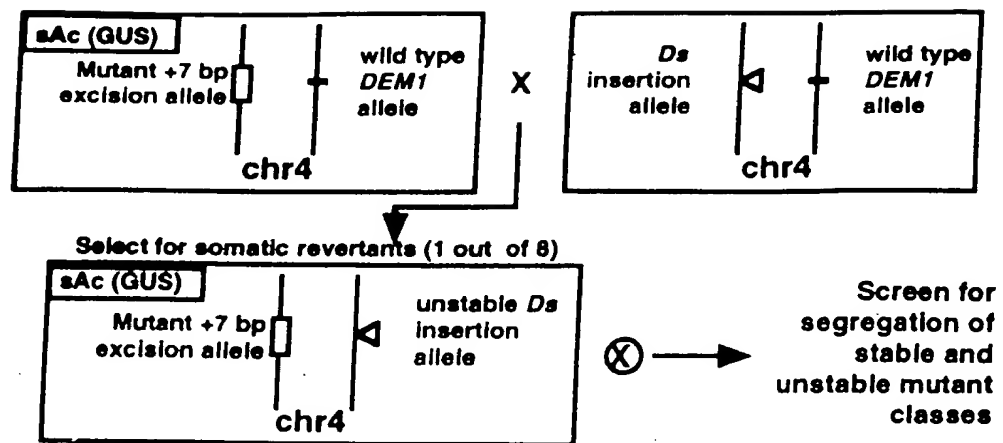 sAc (GUS)
Mutant +7 bp
excision allele
wild type
DEM1
allele
chr4
X
Ds
insertion
allele
wild type
DEM1
allele
chr4
Select for somatic revertants (1 out of 8)
sAc (GUS)
Mutant +7 bp
excision allele
unstable Ds
insertion
allele
chr4
X
Screen for
segregation of
stable and
unstable mutant
classes